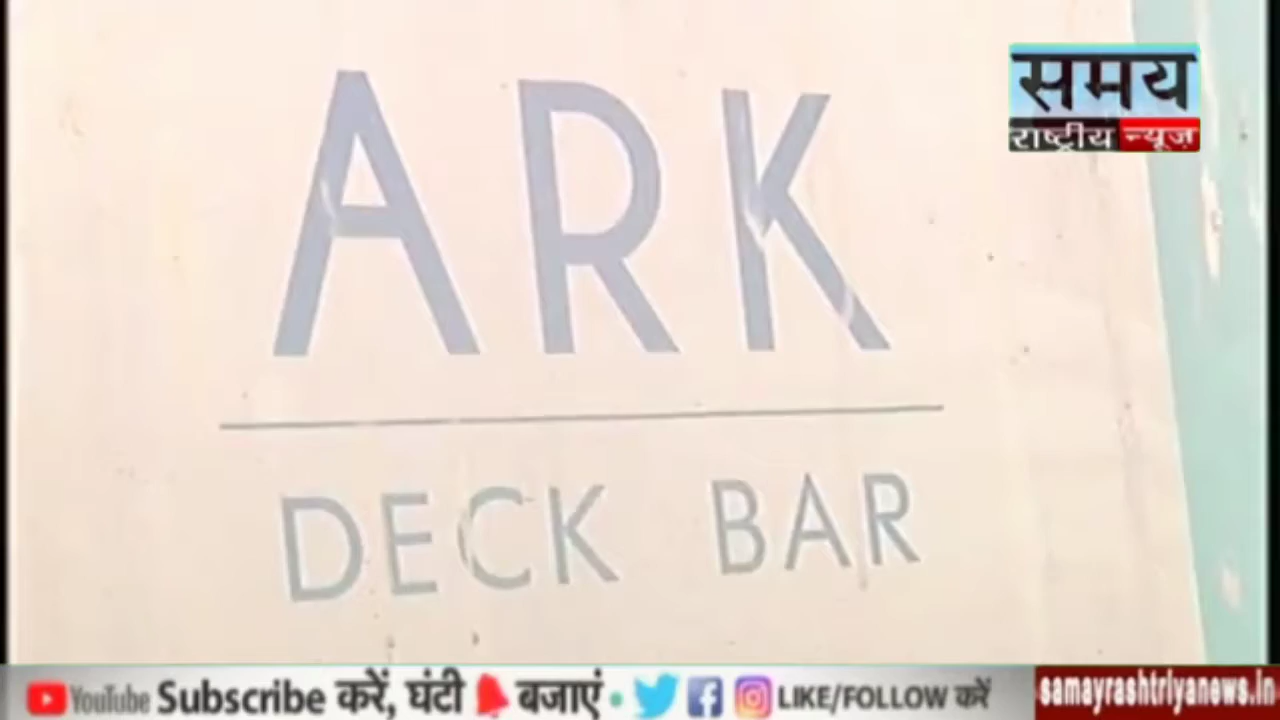 समय
राष्ट्रीय न्यूज़
ARK
DECK BAR
YouTube Subscribe करें, घंटी बजाएं • LIKE/FOLLOW करें
samayrashtriyanews.in